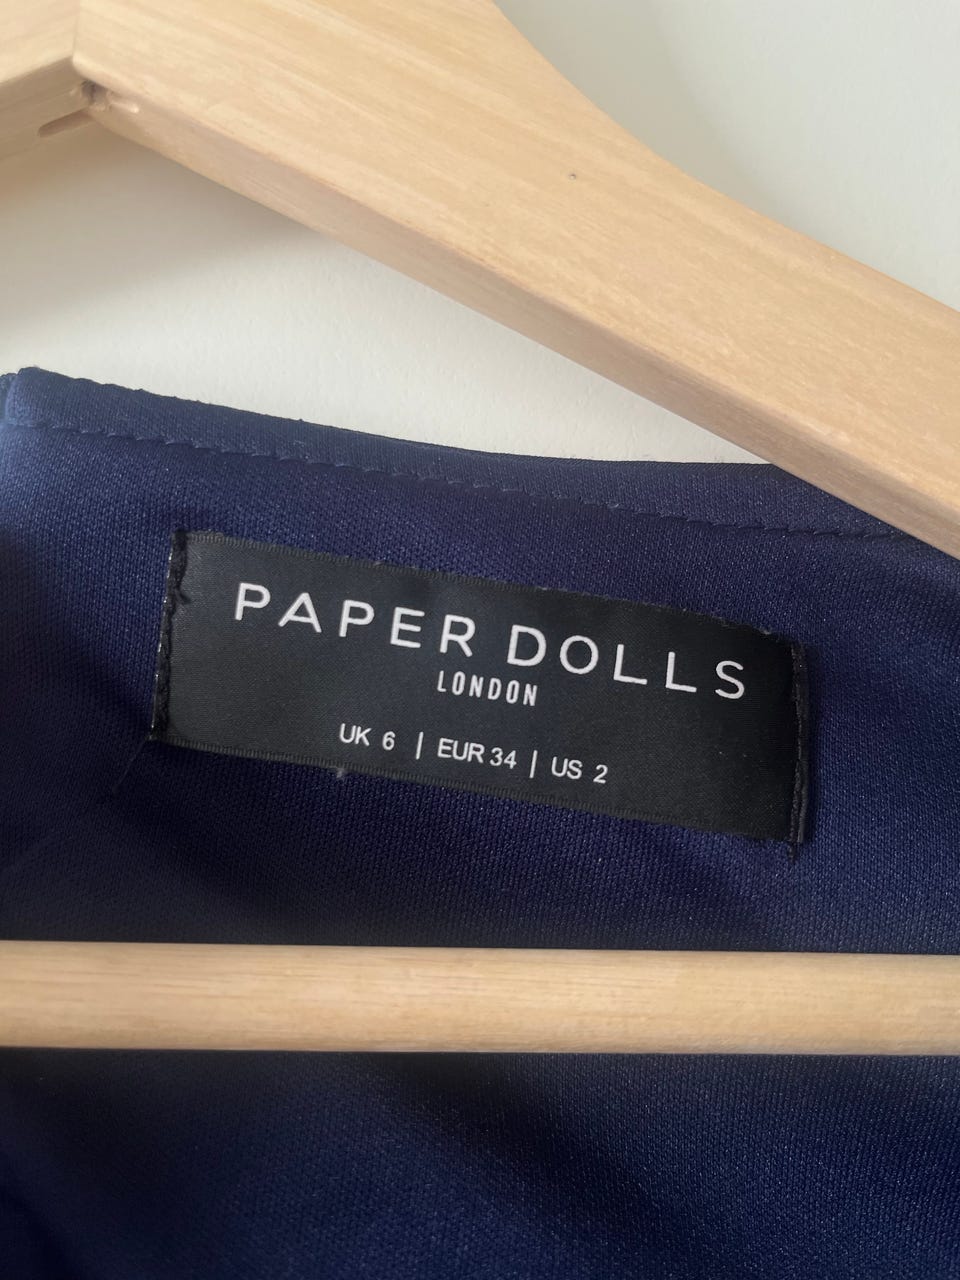 PAPER DOLLS
LONDON
UK 6 | EUR 34 | US 2